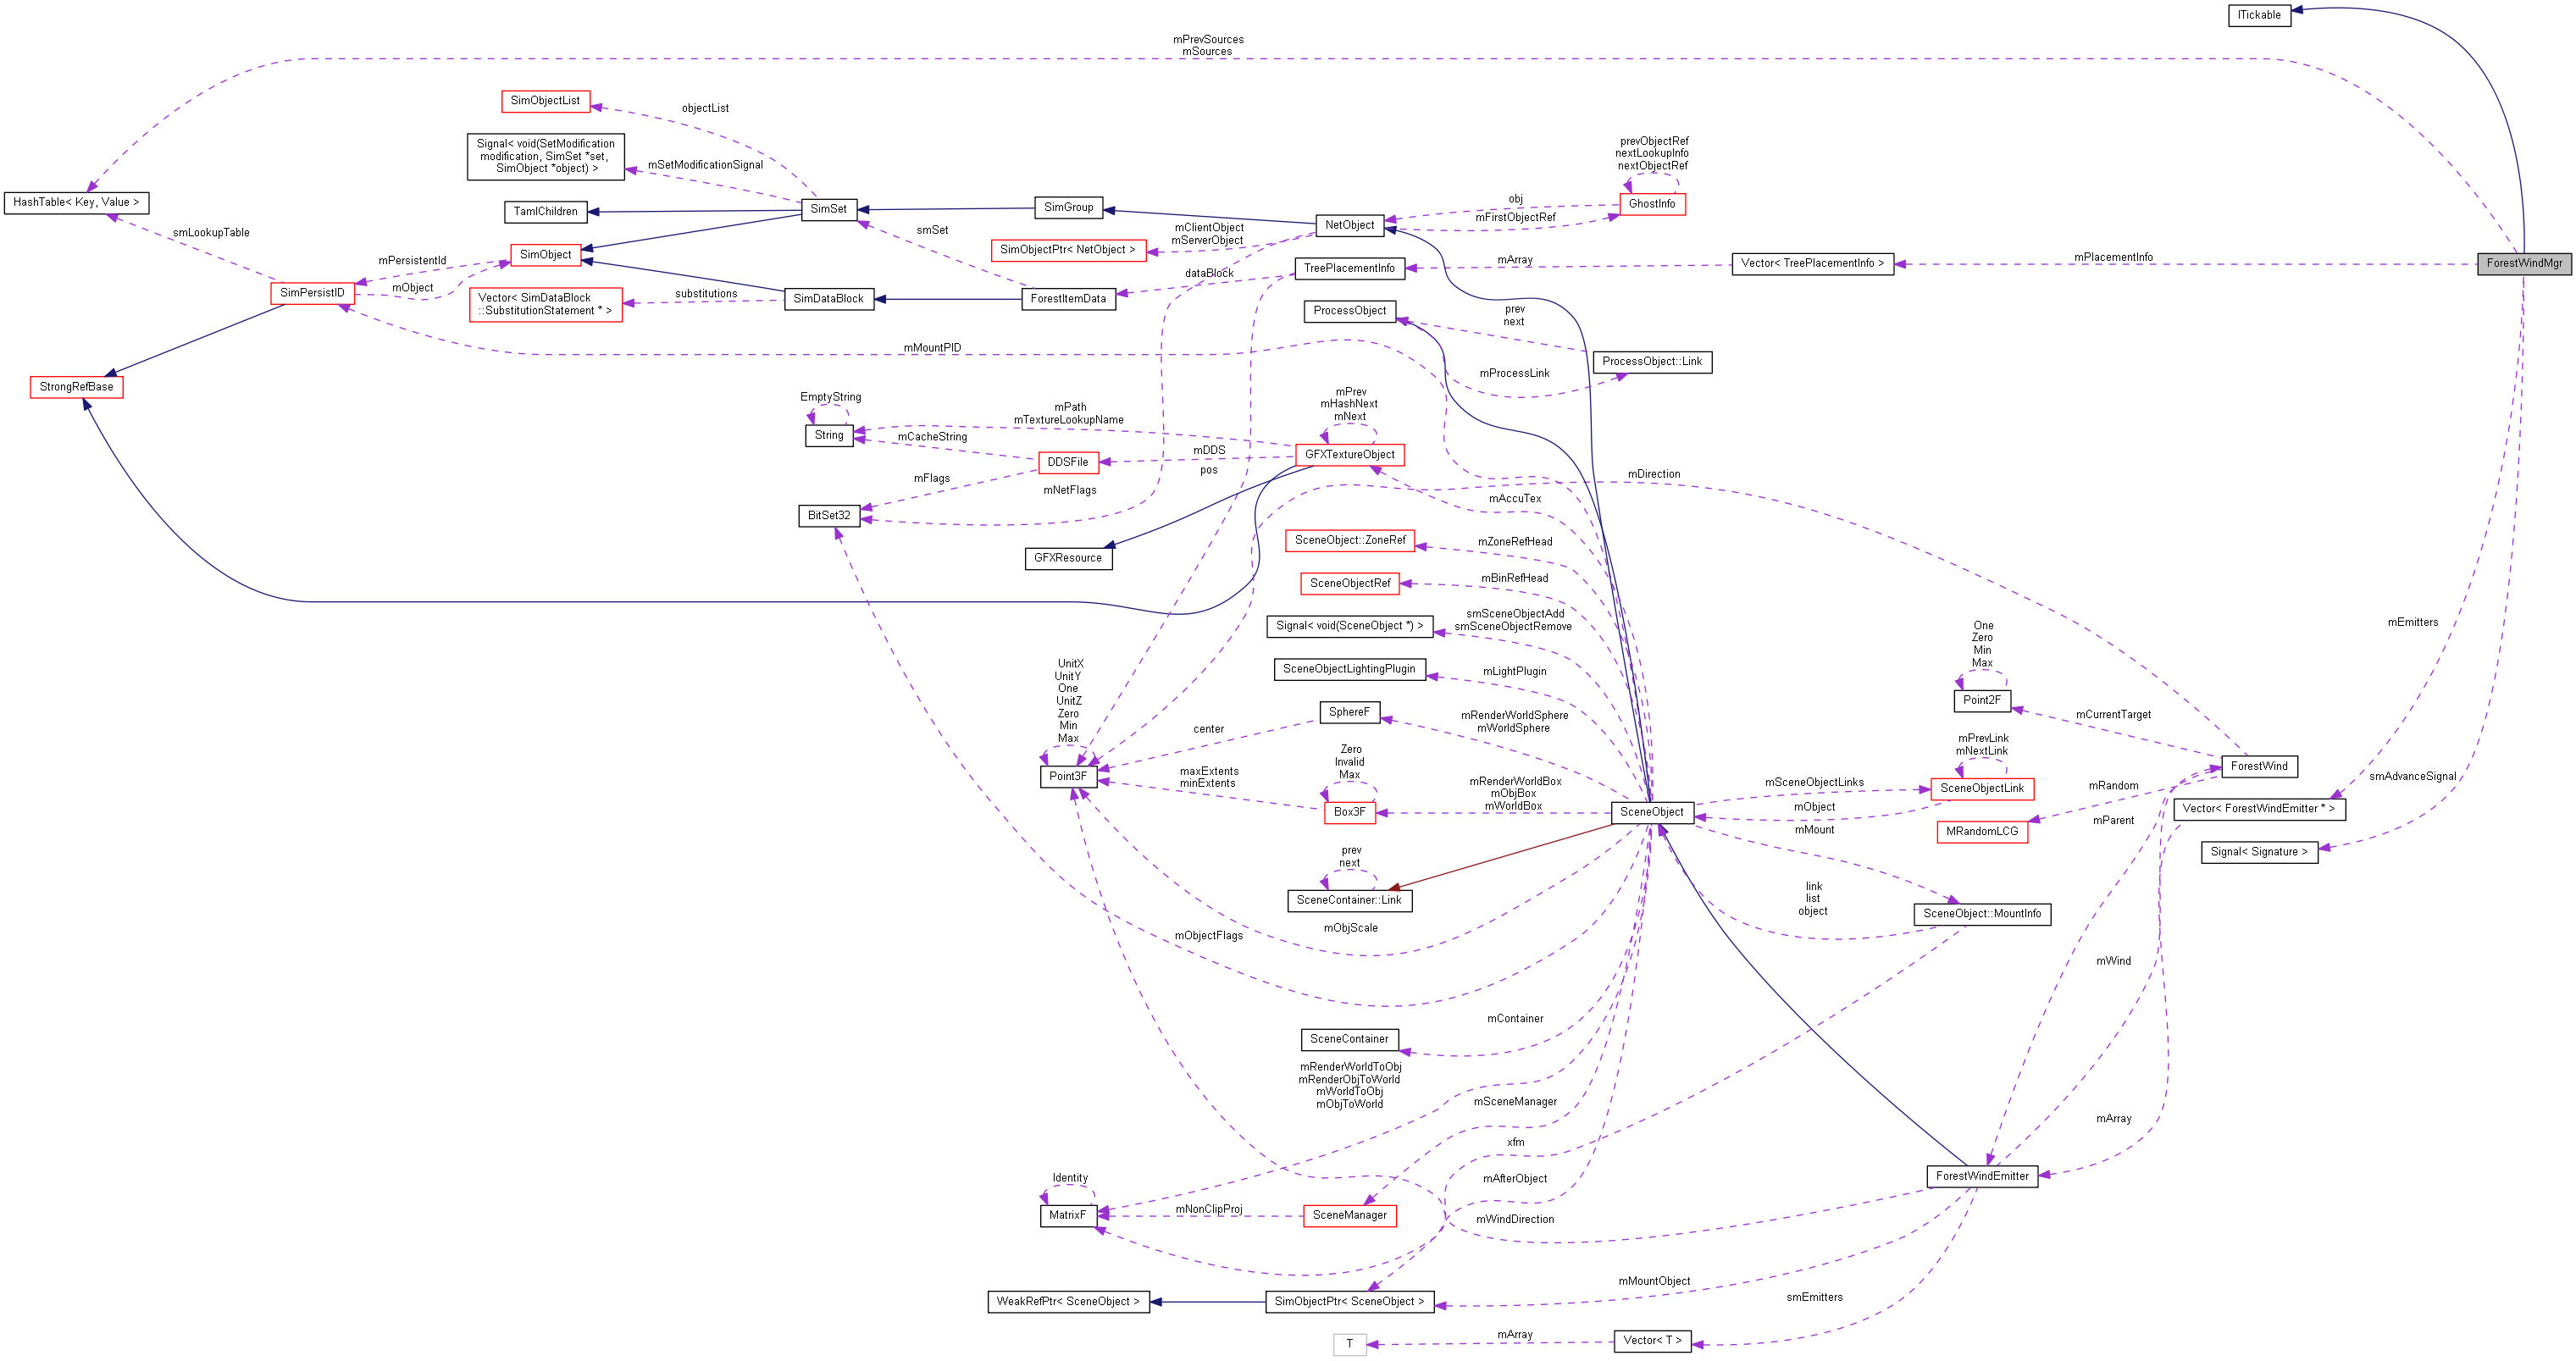 ITickable
mPrevSources
mSources
SimObjectList
objectList
Signal< void(SetModification
modification, SimSet *set,
SimObject *object) >
mSetModificationSignal
prevObjectRef
nextLookupInfo
nextObjectRef
HashTable< Key, Value >
TamlChildren
SimSet
SimGroup
obj
GhostInfo
NetObject
mFirstObjectRef
smLookupTable
smSet
mClientObject
mServerObject
SimObjectPtr< NetObject >
mPersistentId
SimObject
mArray
Vector< TreePlacementInfo >
mPlacementInfo
ForestWindMgr
TreePlacementInfo
dataBlock
SimPersistID
mObject
Vector< SimDataBlock
::SubstitutionStatement * >
substitutions
SimDataBlock
ForestItemData
ProcessObject
prev
next
mMountPID
ProcessObject::Link
mProcessLink
StrongRefBase
EmptyString
String
mPath
mTextureLookupName
mCacheString
mPrev
mHashNext
mNext
GFXTextureObject
DDSFile
mDDS
pos
mFlags
mNetFlags
mDirection
mAccuTex
BitSet32
GFXResource
SceneObject::ZoneRef
mZoneRefHead
SceneObjectRef
mBinRefHead
Signal< void(SceneObject *) >
smSceneObjectAdd
smSceneObjectRemove
mEmitters
SceneObjectLightingPlugin
mLightPlugin
One
Zero
Min
Max
Point2F
UnitX
UnitY
One
UnitZ
Zero
Min
Max
Point3F
SphereF
center
mRenderWorldSphere
mWorldSphere
mCurrentTarget
mPrevLink
mNextLink
ForestWind
maxExtents
minExtents
Zero
Invalid
Max
Box3F
mRenderWorldBox
mObjBox
mWorldBox
SceneObject
mSceneObjectLinks
mObject
SceneObjectLink
mRandom
smAdvanceSignal
Vector< ForestWindEmitter * >
mMount
MRandomLCG
mParent
Signal< Signature >
prev
next
SceneContainer::Link
link
list
object
SceneObject::MountInfo
mObjScale
mObjectFlags
mWind
mContainer
SceneContainer
mRenderWorldToObj
mRenderObjToWorld
mWorldToObj
mObjToWorld
mSceneManager
mArray
xfm
Identity
MatrixF
mAfterObject
ForestWindEmitter
mNonClipProj
SceneManager
mWindDirection
mMountObject
WeakRefPtr< SceneObject >
SimObjectPtr< SceneObject >
smEmitters
T
mArray
Vector< T >